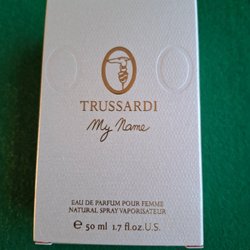 TRUSSARDI
My Name
EAU DE PARFUM POUR FEMME
NATURAL SPRAY VAPORISATEUR
e 50 ml 1.7 fl.oz.U.S.